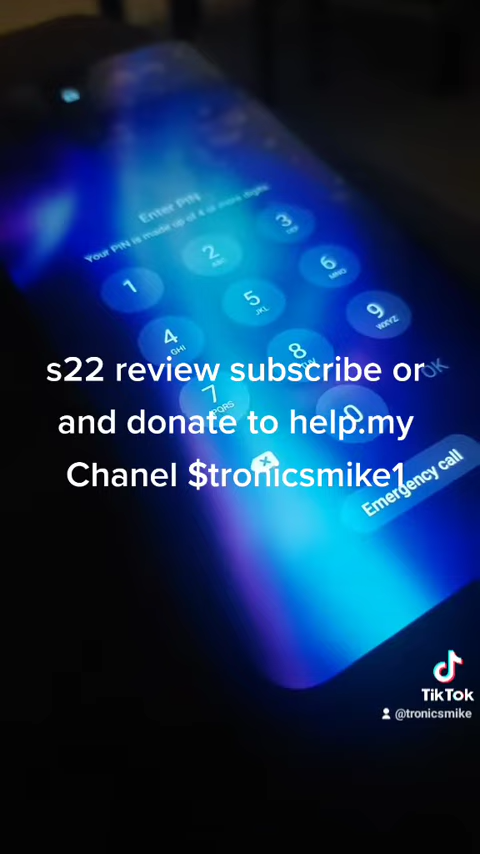 Enter PIN
Your PIN is made up of 4 or more digits.
1
2 ABC
3 DEF
4 GHI
5 JKL
6 MNO
7 PQRS
8
9 WXYZ
0
OK
Emergency call
s22 review subscribe or
and donate to help.my
Chanel $tronicsmike1
TikTok
@tronicsmike